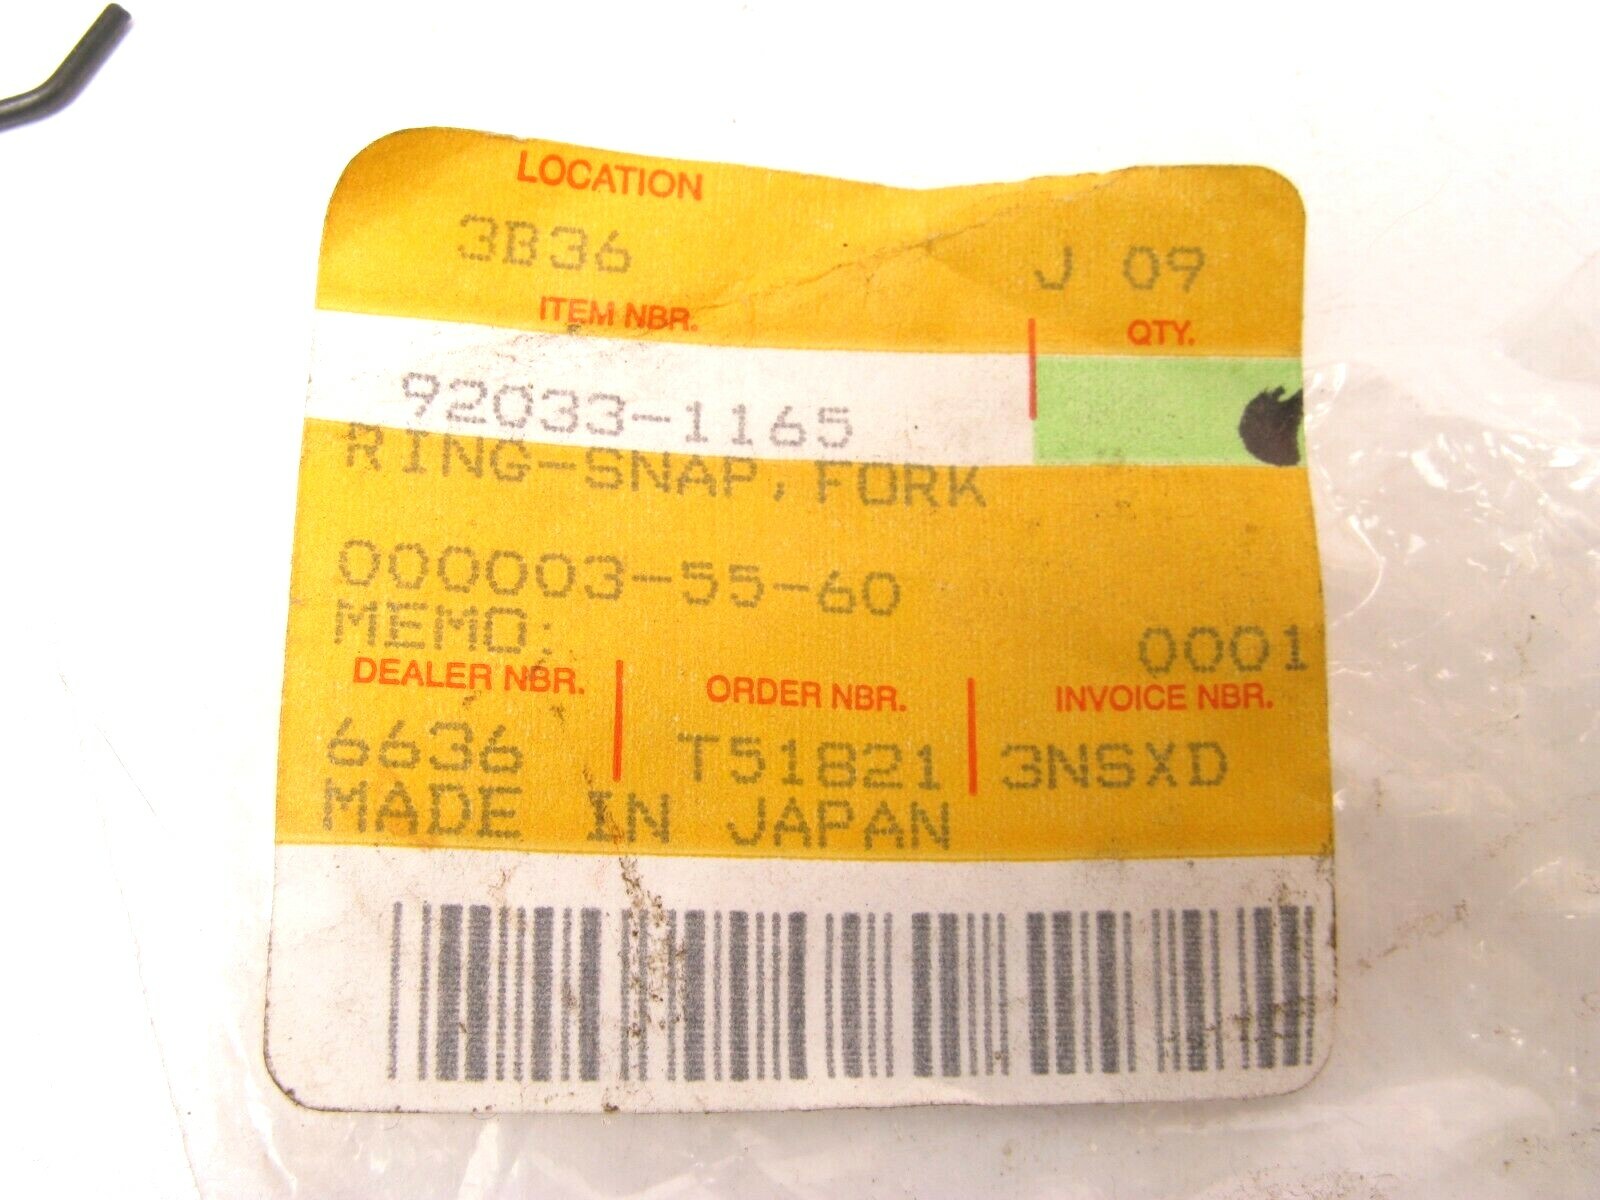 LOCATION
3B36 J 09
ITEM NBR. QTY.
92033-1165
RING-SNAP, FORK
000003-55-60
MEMO: 0001
DEALER NBR. ORDER NBR. INVOICE NBR.
6636 T51821 3NSXD
MADE IN JAPAN